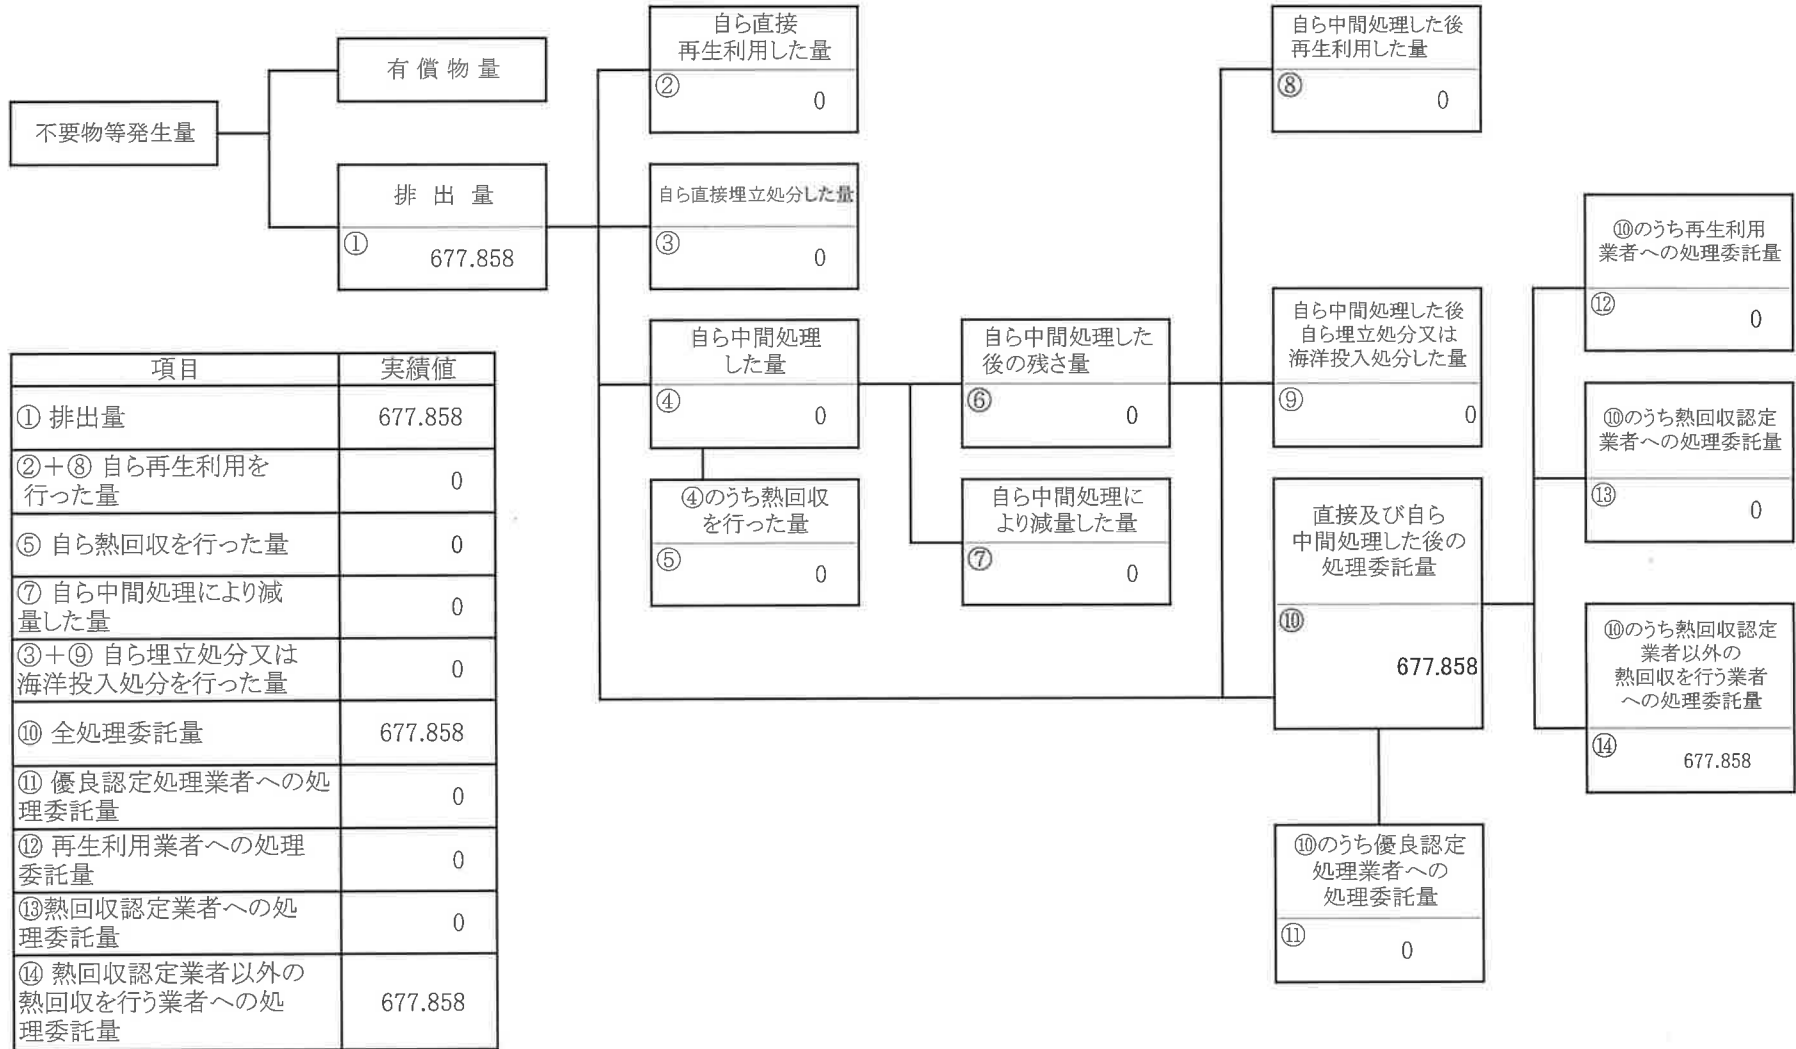 不要物等発生量
有償物量
排出量
①
677.858
自ら直接
再生利用した量
②
0
自ら直接埋立処分した量
③
0
自ら中間処理
した量
④
0
④のうち熱回収
を行った量
⑤
0
自ら中間処理した
後の残さ量
⑥
0
自ら中間処理に
より減量した量
⑦
0
自ら中間処理した後
再生利用した量
⑧
0
自ら中間処理した後
自ら埋立処分又は
海洋投入処分した量
⑨
0
直接及び自ら
中間処理した後の
処理委託量
⑩
677.858
⑩のうち優良認定
処理業者への
処理委託量
⑪
0
⑩のうち再生利用
業者への処理委託量
⑫
0
⑩のうち熱回収認定
業者への処理委託量
⑬
0
⑩のうち熱回収認定
業者以外の
熱回収を行う業者
への処理委託量
⑭
677.858
項目 実績値
① 排出量 677.858
②+⑧ 自ら再生利用を
行った量 0
⑤ 自ら熱回収を行った量 0
⑦ 自ら中間処理により減
量した量 0
③+⑨ 自ら埋立処分又は
海洋投入処分を行った量 0
⑩ 全処理委託量 677.858
⑪ 優良認定処理業者への処
理委託量 0
⑫ 再生利用業者への処理
委託量 0
⑬熱回収認定業者への処
理委託量 0
⑭ 熱回収認定業者以外の
熱回収を行う業者への処
理委託量 677.858